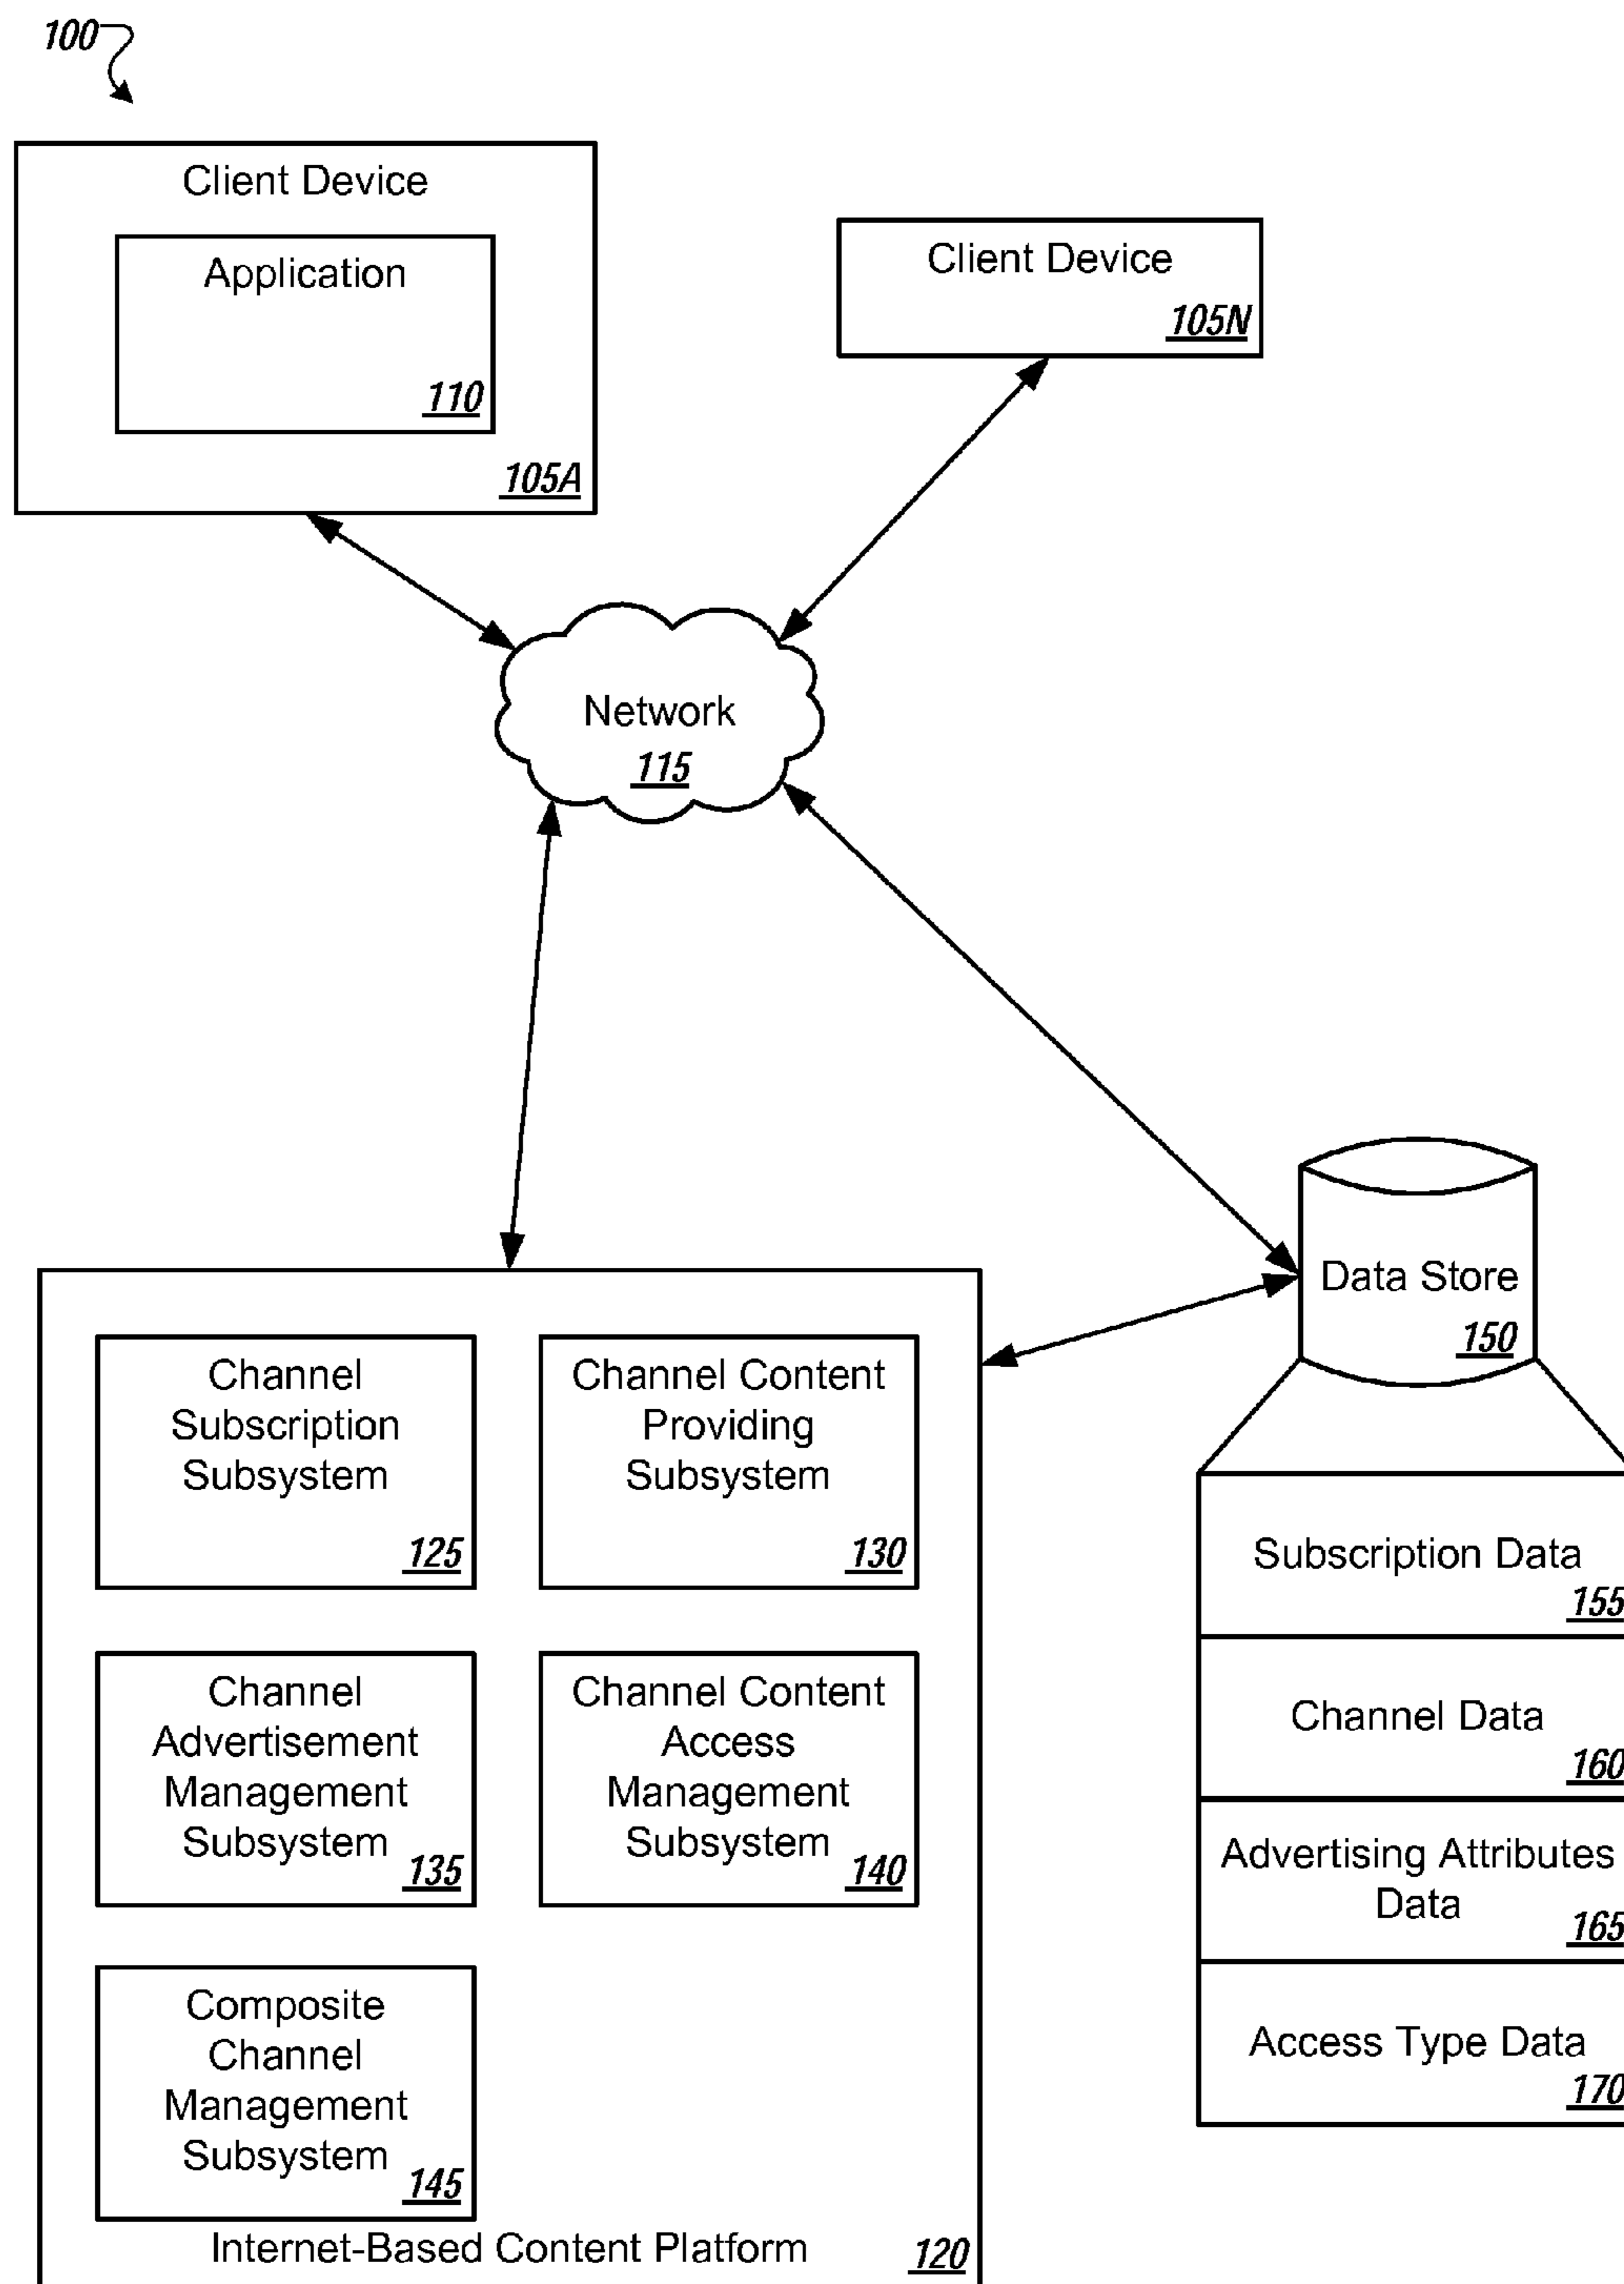 100
Client Device
Application
110
105A
Client Device
105N
Network
115
Channel
Subscription
Subsystem
125
Channel Content
Providing
Subsystem
130
Channel
Advertisement
Management
Subsystem
135
Channel Content
Access
Management
Subsystem
140
Composite
Channel
Management
Subsystem
145
Internet-Based Content Platform
120
Data Store
150
Subscription Data
155
Channel Data
160
Advertising Attributes
Data
165
Access Type Data
170